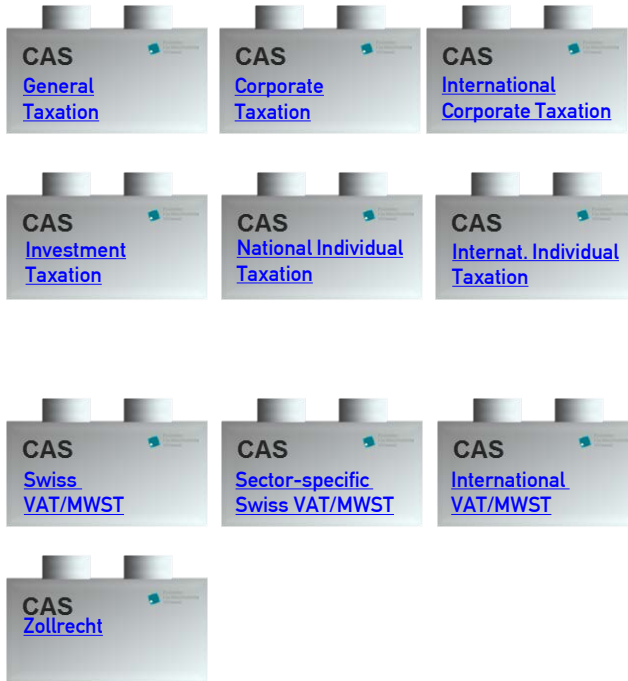 CAS
General
Taxation
CAS
Corporate
Taxation
CAS
International
Corporate Taxation
CAS
Investment
Taxation
CAS
National Individual
Taxation
CAS
Internat. Individual
Taxation
CAS
Swiss
VAT/MWST
CAS
Sector-specific
Swiss VAT/MWST
CAS
International
VAT/MWST
CAS
Zollrecht